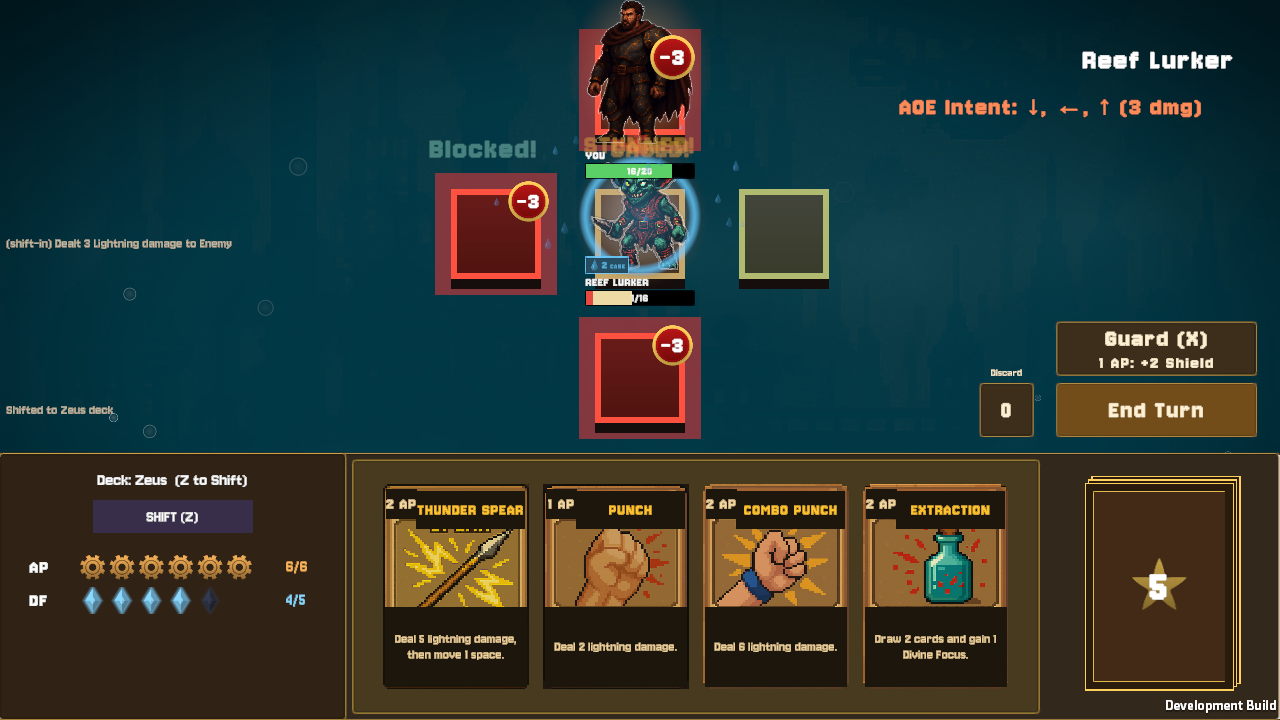 -3
Reef Lurker
AOE Intent: ↓, ←, ↑ (3 dmg)
Blocked!
YOU
16/20
-3
(shift-in) Dealt 3 Lightning damage to Enemy
2
REEF LURKER
/16
-3
Guard (X)
1 AP: +2 Shield
Discard
0
End Turn
Shifted to Zeus deck
Deck: Zeus (Z to Shift)
SHIFT (Z)
AP
6/6
DF
4/5
2 AP
THUNDER SPEAR
Deal 5 lightning damage,
then move 1 space.
1 AP
PUNCH
Deal 2 lightning damage.
2 AP
COMBO PUNCH
Deal 6 lightning damage.
2 AP
EXTRACTION
Draw 2 cards and gain 1
Divine Focus.
5
Development Build